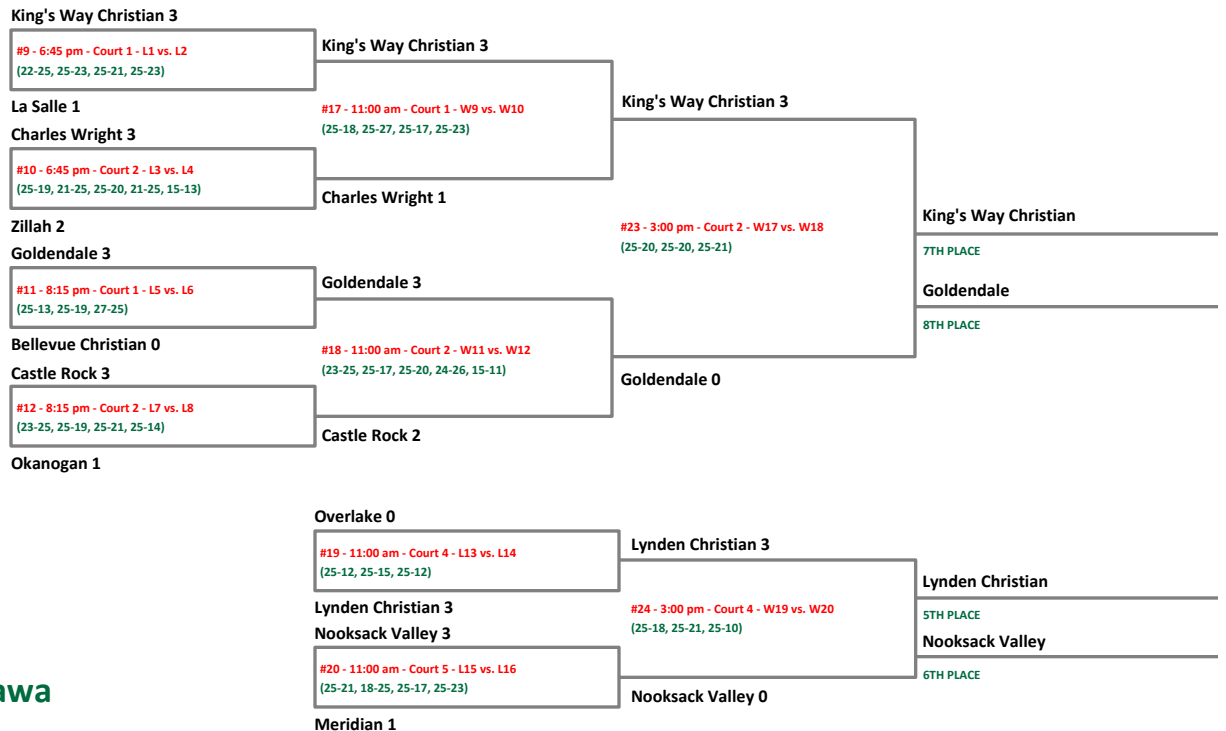 King's Way Christian 3
#9 - 6:45 pm - Court 1 - L1 vs. L2
(22-25, 25-23, 25-21, 25-23)
La Salle 1
Charles Wright 3
#10 - 6:45 pm - Court 2 - L3 vs. L4
(25-19, 21-25, 25-20, 21-25, 15-13)
Zillah 2
Goldendale 3
#11 - 8:15 pm - Court 1 - L5 vs. L6
(25-13, 25-19, 27-25)
Bellevue Christian 0
Castle Rock 3
#12 - 8:15 pm - Court 2 - L7 vs. L8
(23-25, 25-19, 25-21, 25-14)
Okanogan 1
King's Way Christian 3
#17 - 11:00 am - Court 1 - W9 vs. W10
(25-18, 25-27, 25-17, 25-23)
Charles Wright 1
Goldendale 3
#18 - 11:00 am - Court 2 - W11 vs. W12
(23-25, 25-17, 25-20, 24-26, 15-11)
Castle Rock 2
King's Way Christian 3
#23 - 3:00 pm - Court 2 - W17 vs. W18
(25-20, 25-20, 25-21)
Goldendale 0
King's Way Christian
7TH PLACE
Goldendale
8TH PLACE
Overlake 0
#19 - 11:00 am - Court 4 - L13 vs. L14
(25-12, 25-15, 25-12)
Lynden Christian 3
Nooksack Valley 3
#20 - 11:00 am - Court 5 - L15 vs. L16
(25-21, 18-25, 25-17, 25-23)
Meridian 1
Lynden Christian 3
#24 - 3:00 pm - Court 4 - W19 vs. W20
(25-18, 25-21, 25-10)
Nooksack Valley 0
Lynden Christian
5TH PLACE
Nooksack Valley
6TH PLACE
awa